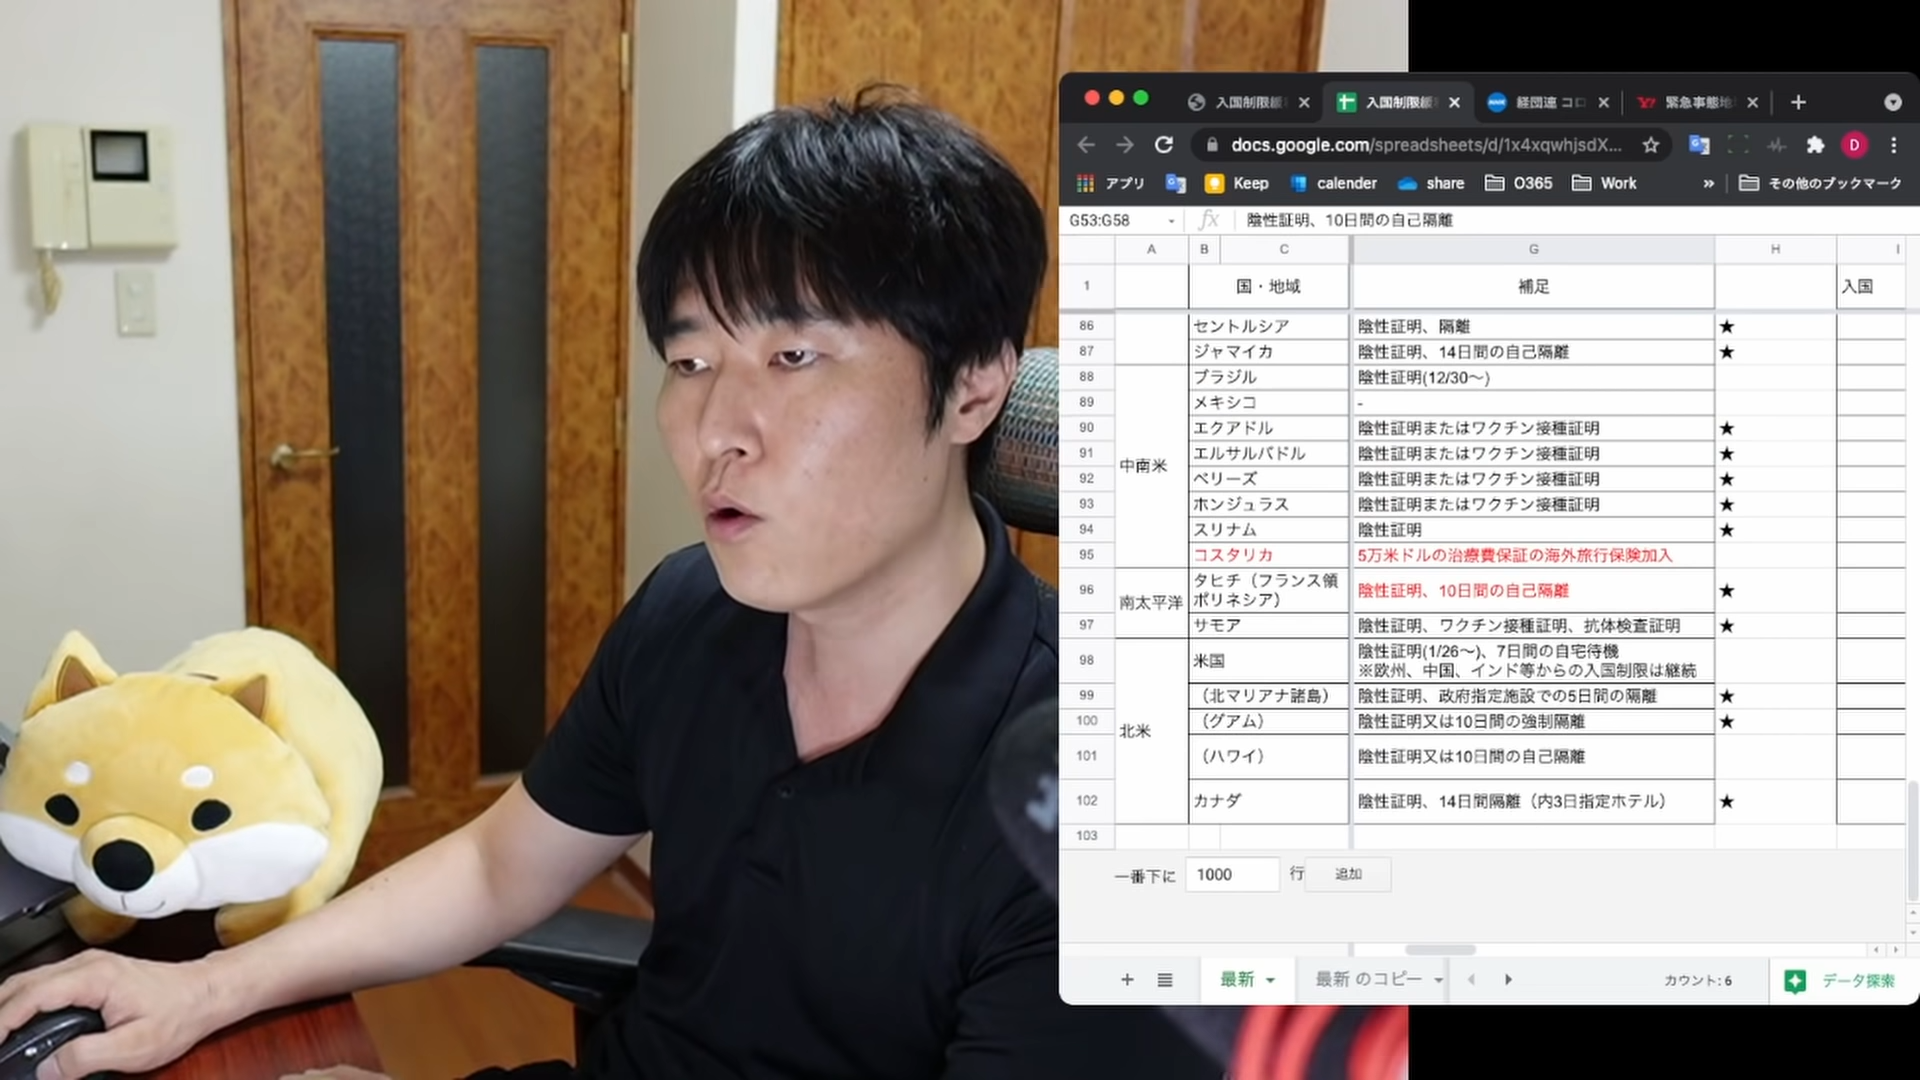 入国制限緩
入国制限緩
経団連 コロ
緊急事態地
docs.google.com/spreadsheets/d/1x4xqwhjsdX...
D
アプリ
Keep
calender
share
O365
Work
»
その他のブックマーク
G53:G58
fx
陰性証明、10日間の自己隔離
A B C G H I
1 国・地域 補足 入国
86 セントルシア 陰性証明、隔離 ★
87 ジャマイカ 陰性証明、14日間の自己隔離 ★
88 ブラジル 陰性証明(12/30〜)
89 メキシコ -
90 エクアドル 陰性証明またはワクチン接種証明 ★
中南米
91 エルサルバドル 陰性証明またはワクチン接種証明 ★
92 ベリーズ 陰性証明またはワクチン接種証明 ★
93 ホンジュラス 陰性証明またはワクチン接種証明 ★
94 スリナム 陰性証明 ★
95 コスタリカ 5万米ドルの治療費保証の海外旅行保険加入
南太平洋
96 タヒチ（フランス領
ポリネシア） 陰性証明、10日間の自己隔離 ★
97 サモア 陰性証明、ワクチン接種証明、抗体検査証明 ★
98 米国 陰性証明(1/26〜)、7日間の自宅待機
※欧州、中国、インド等からの入国制限は継続
北米
99 （北マリアナ諸島） 陰性証明、政府指定施設での5日間の隔離 ★
100 （グアム） 陰性証明又は10日間の強制隔離 ★
101 （ハワイ） 陰性証明又は10日間の自己隔離
102 カナダ 陰性証明、14日間隔離（内3日指定ホテル） ★
103
一番下に 1000 行 追加
最新
最新 のコピー
カウント: 6
データ探索